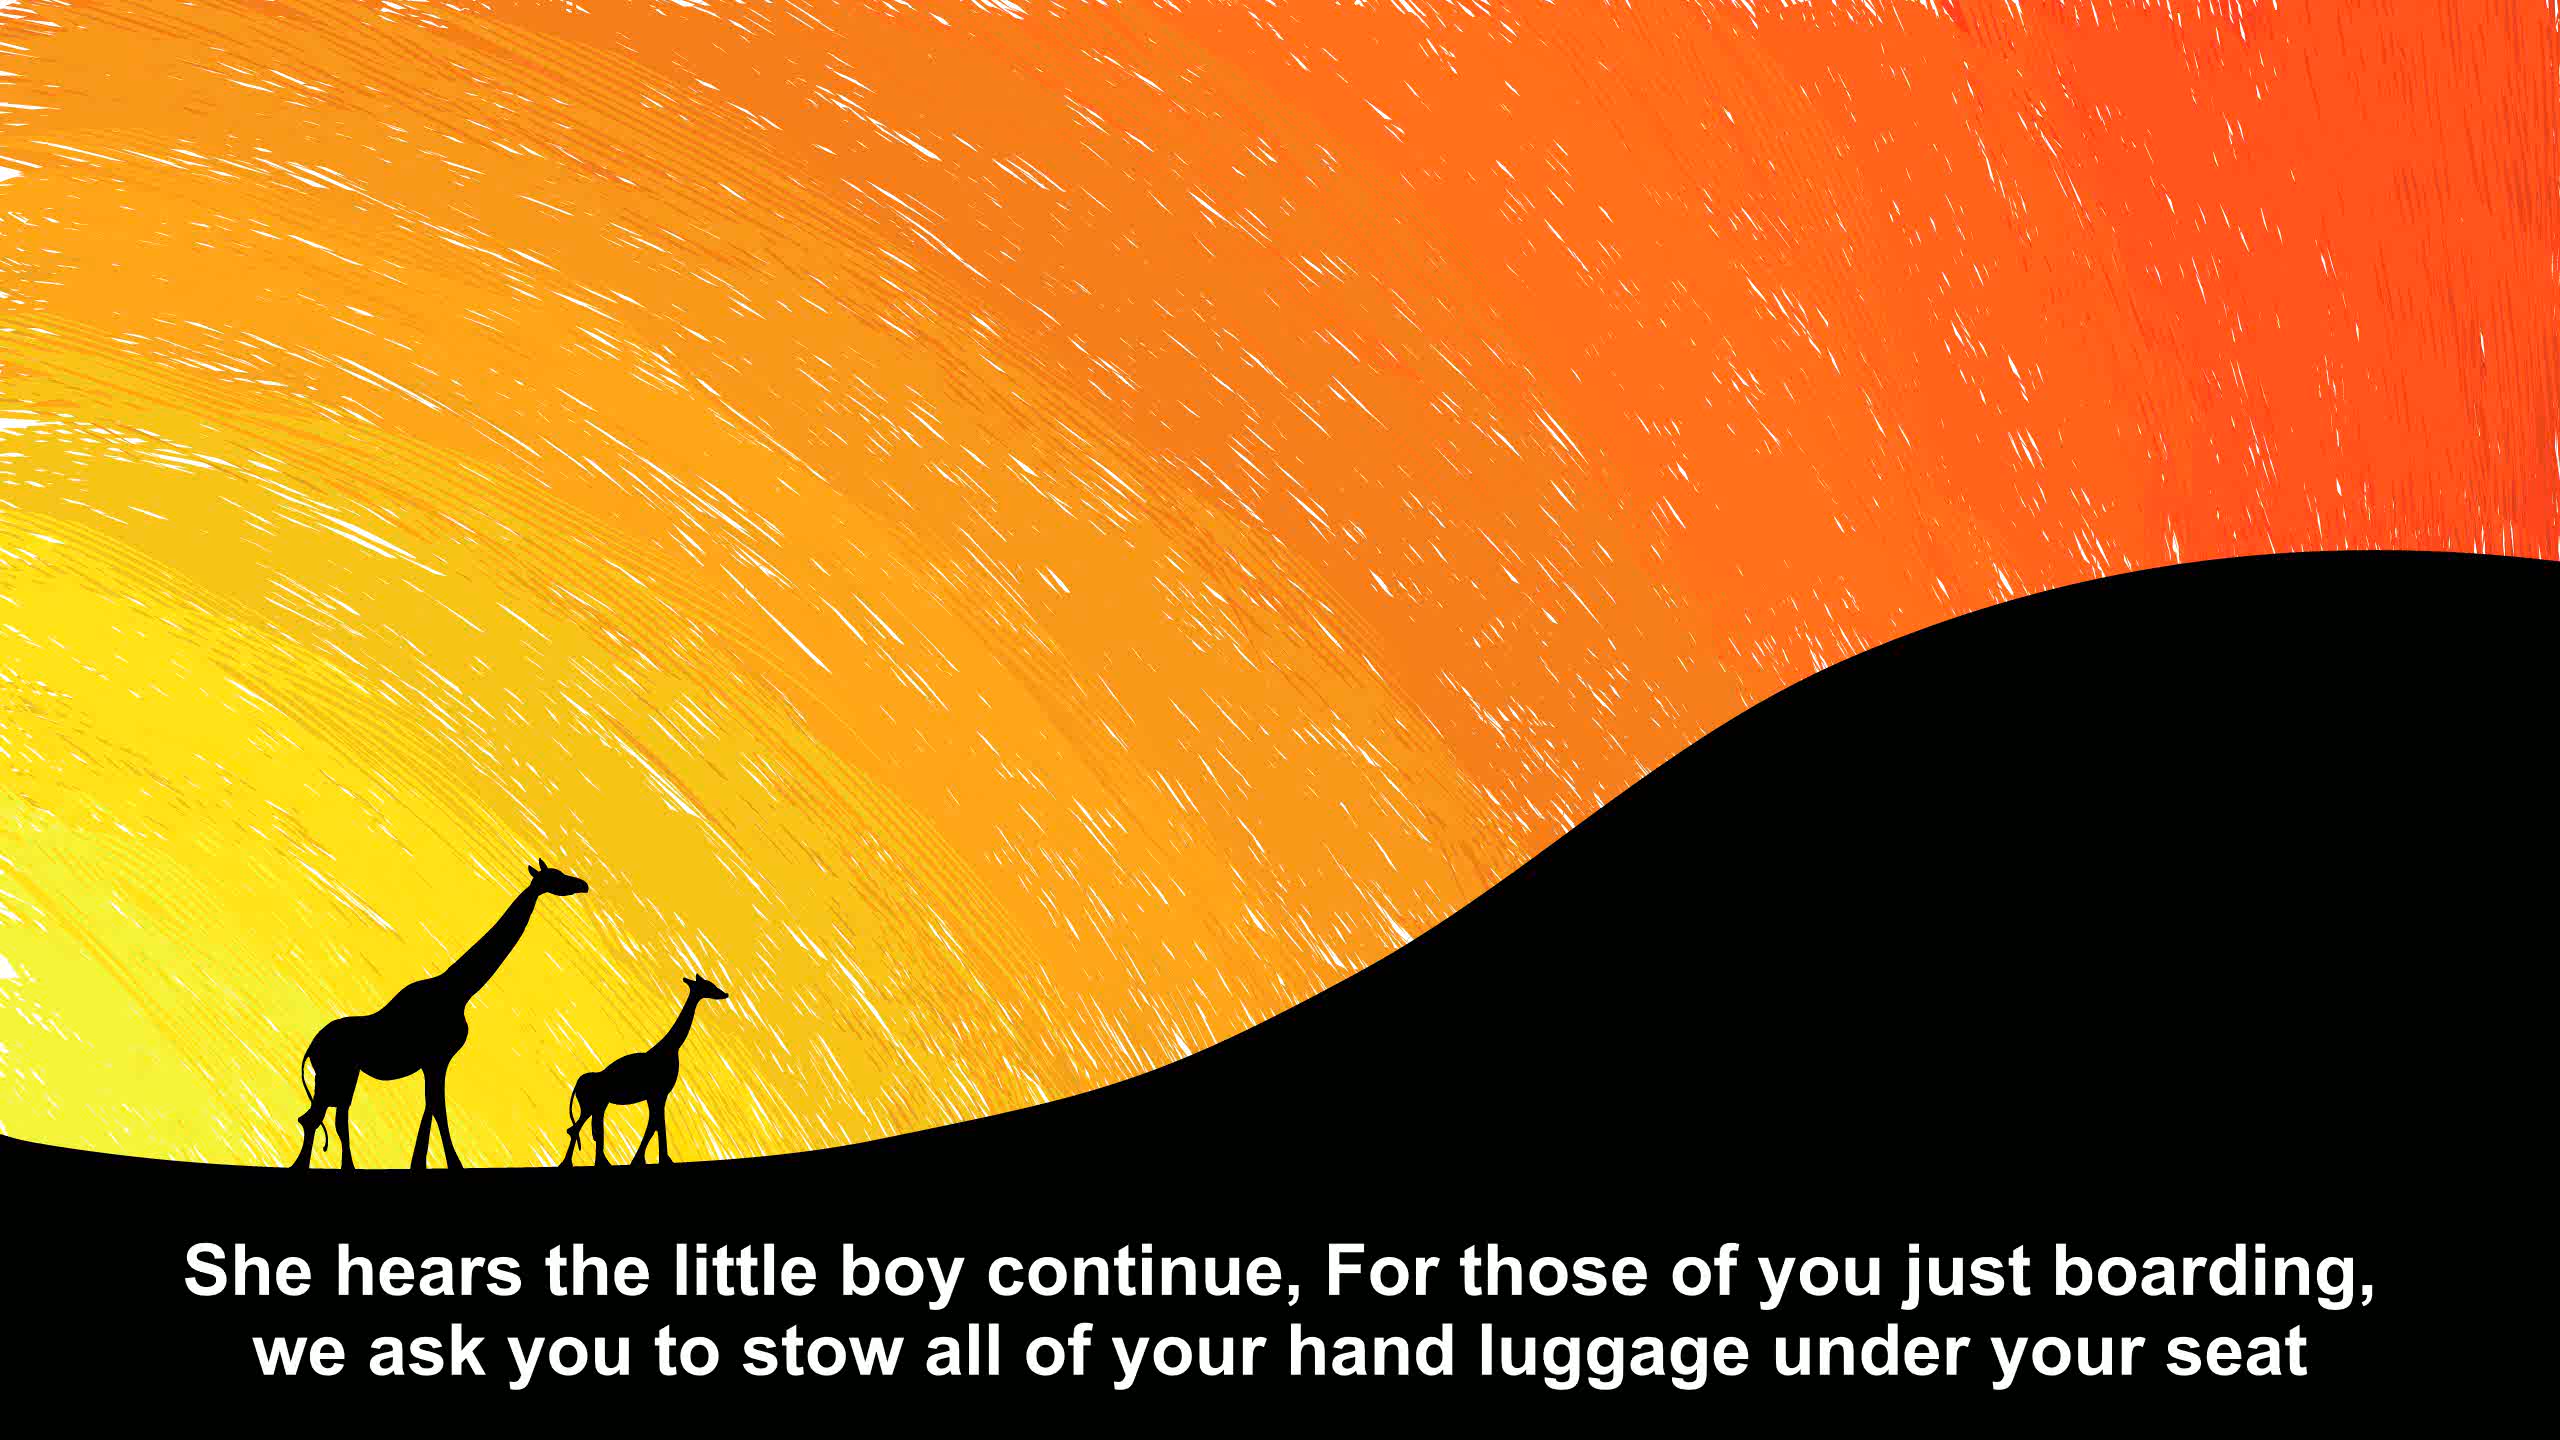 She hears the little boy continue, For those of you just boarding,
we ask you to stow all of your hand luggage under your seat